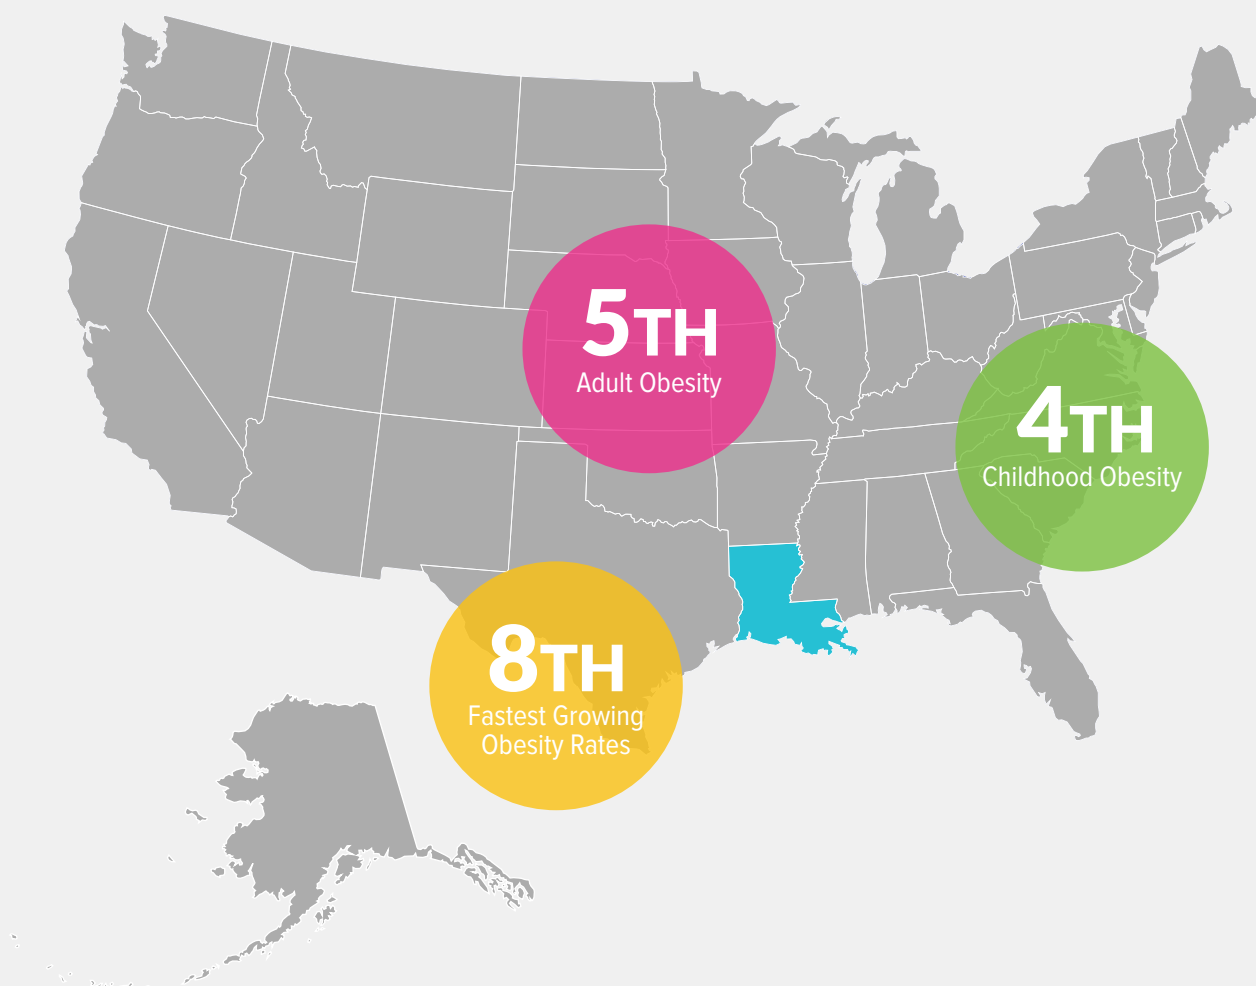 5TH
Adult Obesity
4TH
Childhood Obesity
8TH
Fastest Growing
Obesity Rates